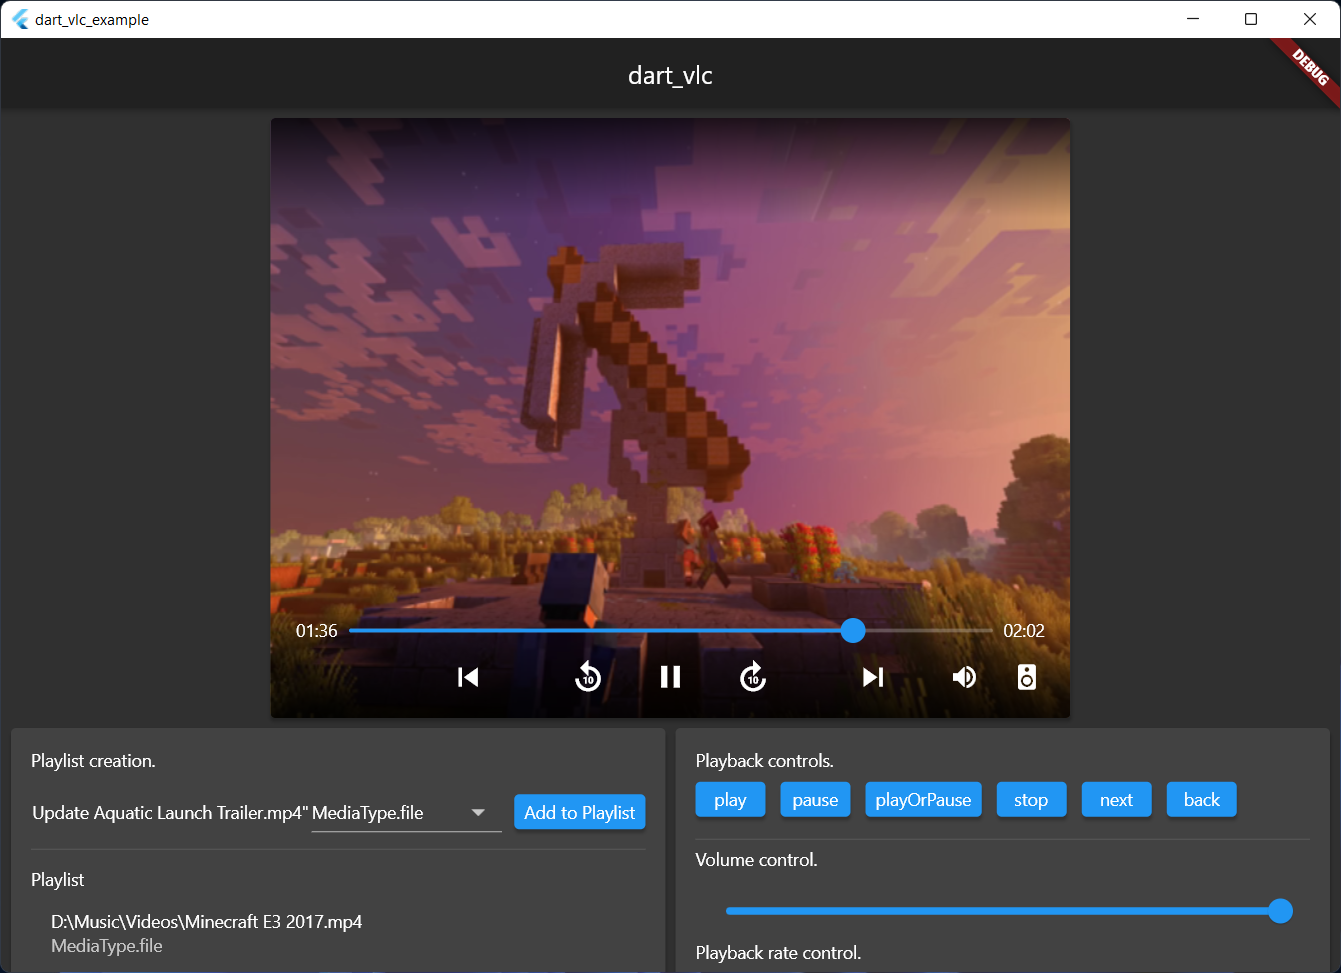 dart_vlc_example
dart_vlc
DEBUG
01:36
02:02
10
10
Playlist creation.
Update Aquatic Launch Trailer.mp4" MediaType.file
Add to Playlist
Playlist
D:\Music\Videos\Minecraft E3 2017.mp4
MediaType.file
Playback controls.
play pause playOrPause stop next back
Volume control.
Playback rate control.